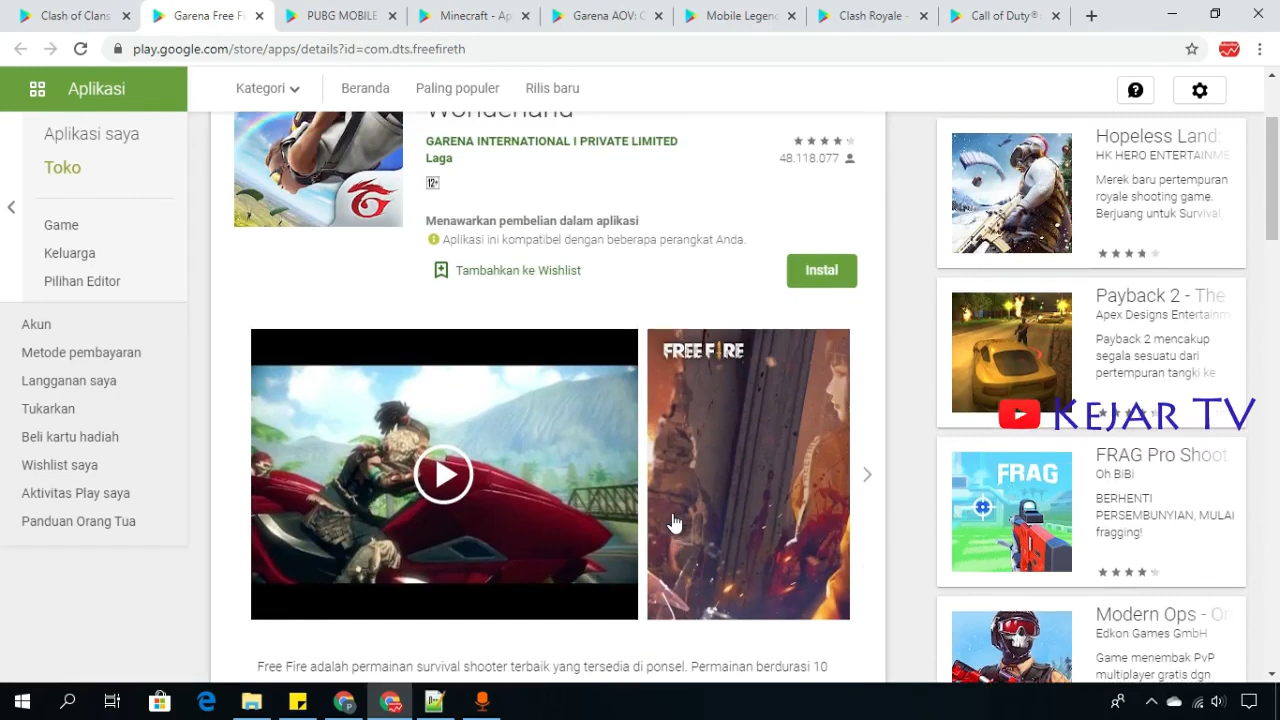 Clash of Clans
Garena Free Fi
PUBG MOBILE
Minecraft - Ap
Garena AOV: C
Mobile Legend
Clash Royale -
Call of Duty®:
play.google.com/store/apps/details?id=com.dts.freefireth
Aplikasi
Kategori
Beranda
Paling populer
Rilis baru
Aplikasi saya
Toko
Game
Keluarga
Pilihan Editor
Akun
Metode pembayaran
Langganan saya
Tukarkan
Beli kartu hadiah
Wishlist saya
Aktivitas Play saya
Panduan Orang Tua
Wonderland
GARENA INTERNATIONAL I PRIVATE LIMITED
Laga
48.118.077
12+
Menawarkan pembelian dalam aplikasi
Aplikasi ini kompatibel dengan beberapa perangkat Anda.
Tambahkan ke Wishlist
Instal
FREE FIRE
Free Fire adalah permainan survival shooter terbaik yang tersedia di ponsel. Permainan berdurasi 10
Hopeless Land:
HK HERO ENTERTAINME
Merek baru pertempuran
royale shooting game.
Berjuang untuk Survival.
Payback 2 - The
Apex Designs Entertainm
Payback 2 mencakup
segala sesuatu dari
pertempuran tangki ke
KEJAR TV
FRAG Pro Shoot
Oh BiBi
BERHENTI
PERSEMBUNYIAN, MULAI
fragging!
FRAG
Modern Ops - On
Edkon Games GmbH
Game menembak PvP
multiplayer gratis dgn